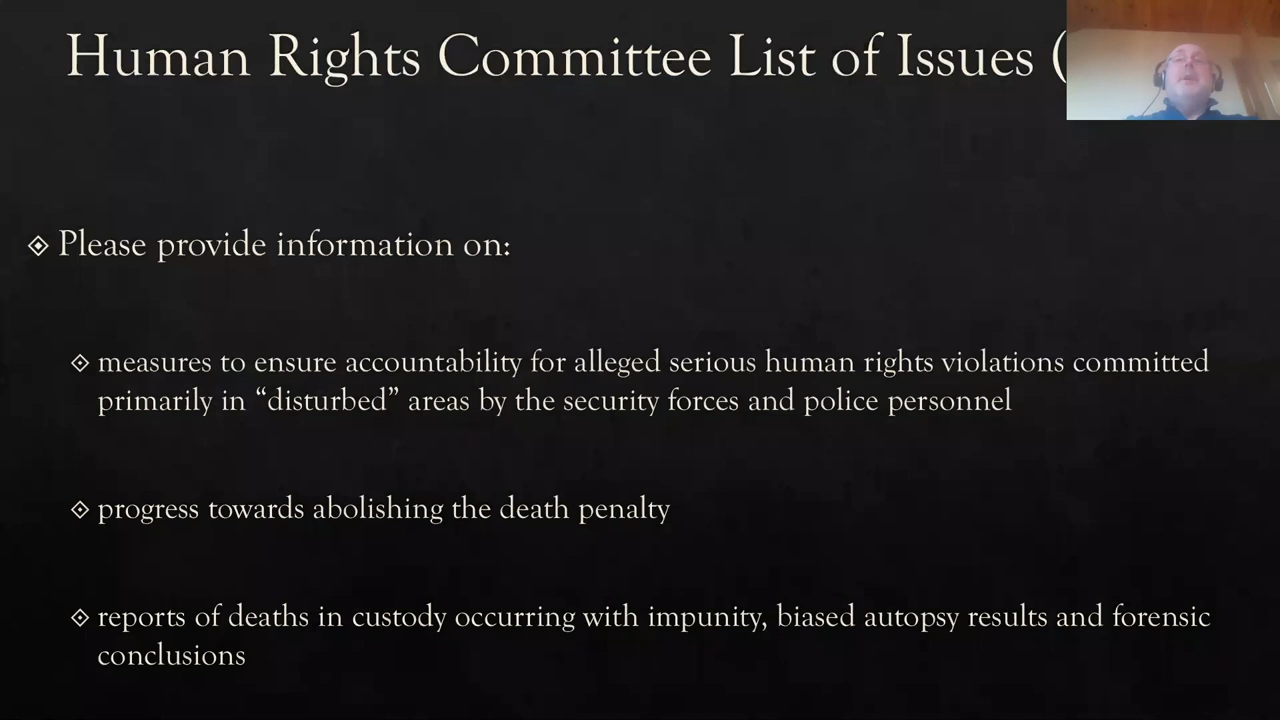 Human Rights Committee List of Issues (
Please provide information on:
measures to ensure accountability for alleged serious human rights violations committed
primarily in “disturbed” areas by the security forces and police personnel
progress towards abolishing the death penalty
reports of deaths in custody occurring with impunity, biased autopsy results and forensic
conclusions